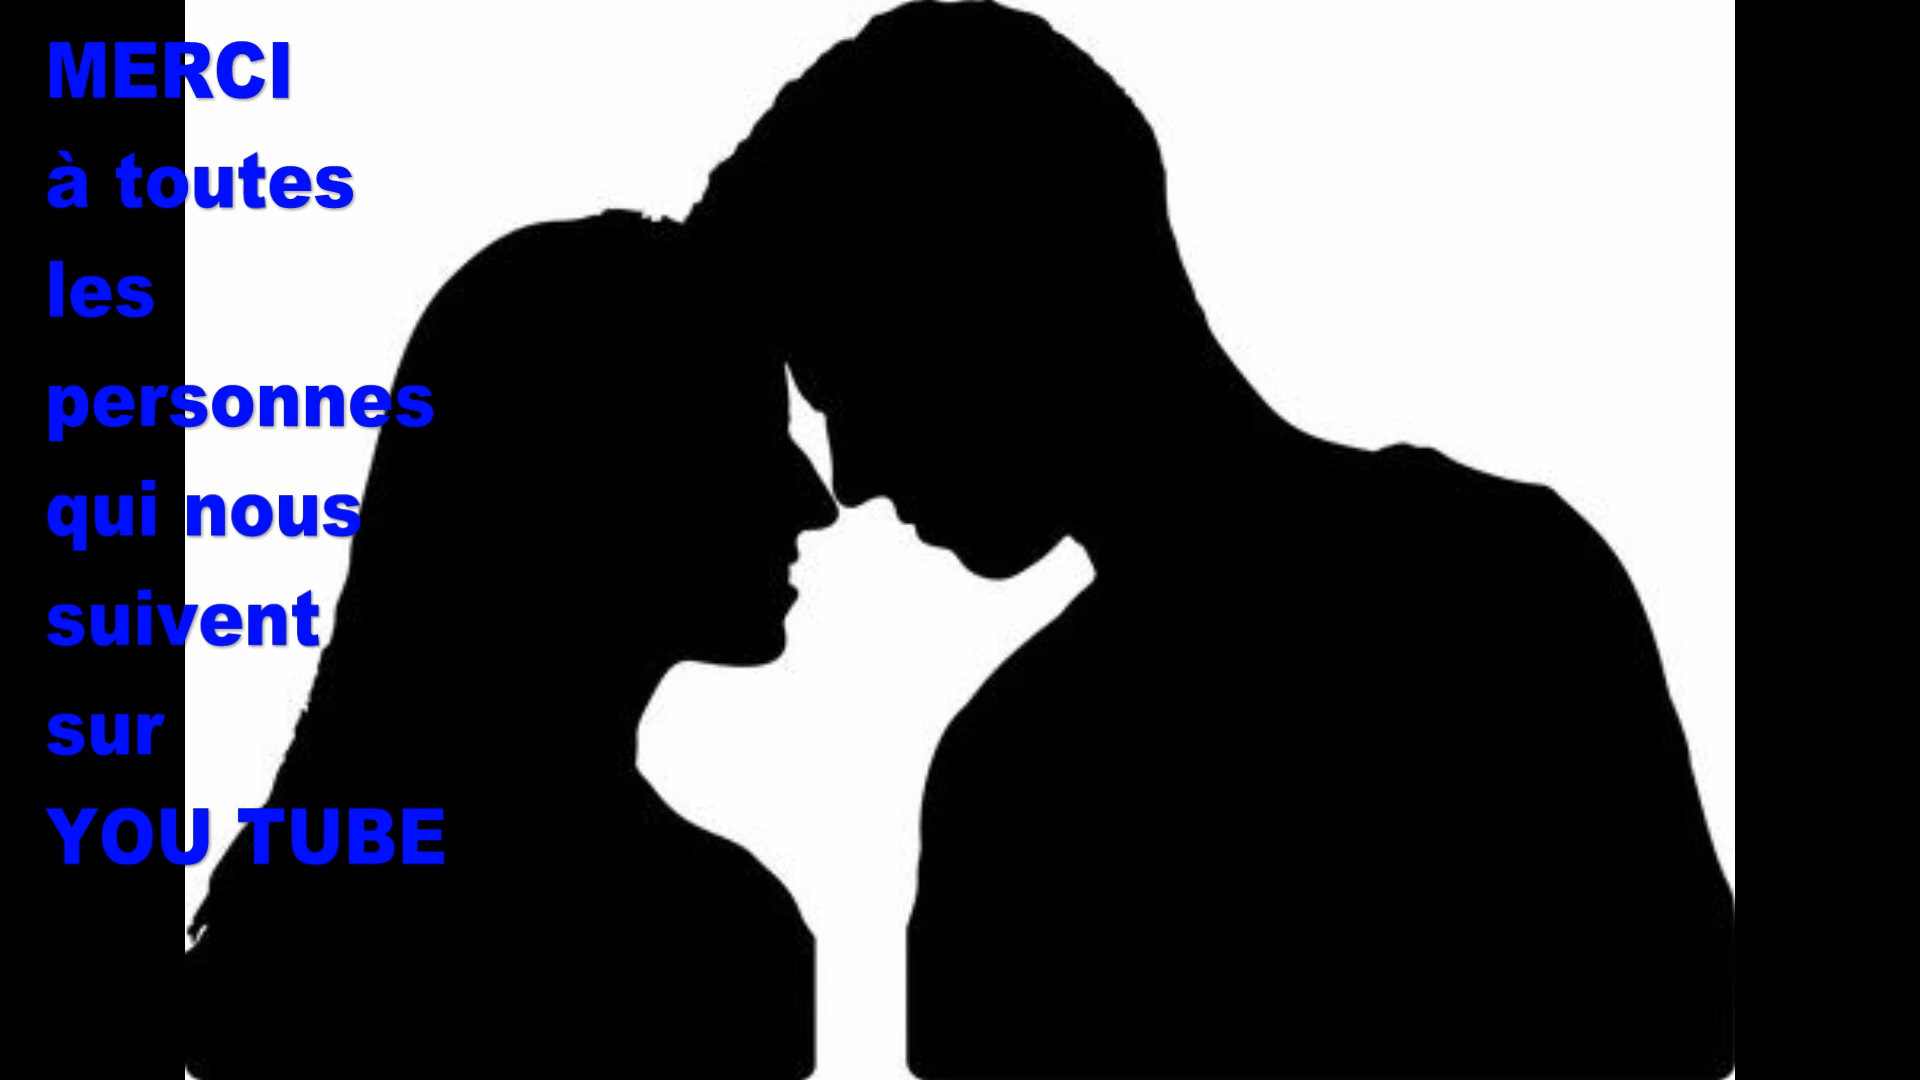 MERCI
à toutes
les
personnes
qui nous
suivent
sur
YOU TUBE